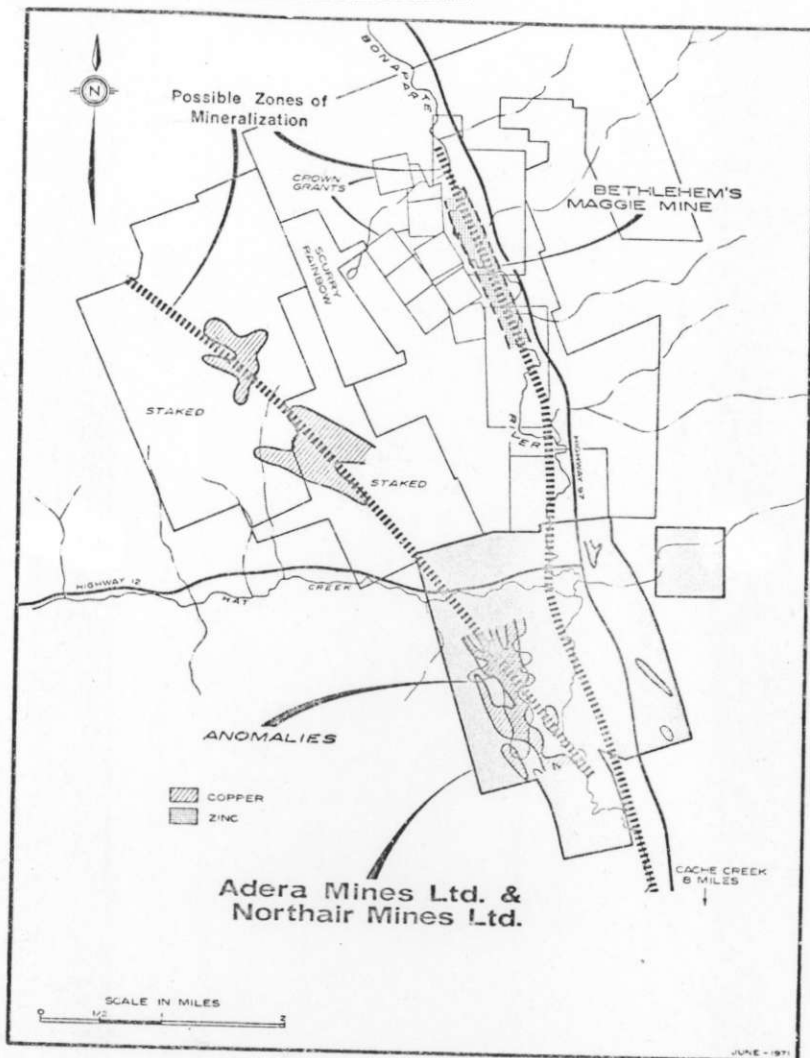 N
BONAPARTE
Possible Zones of
Mineralization
CROWN
GRANTS
BETHLEHEM'S
MAGGIE MINE
SCURRY
RAINBOW
STAKED
STAKED
RIVER
HIGHWAY 97
HIGHWAY 12
HAT CREEK
ANOMALIES
COPPER
ZINC
Adera Mines Ltd. &
Northair Mines Ltd.
CACHE CREEK
8 MILES
SCALE IN MILES
0 1/2 1 2
JUNE - 1971